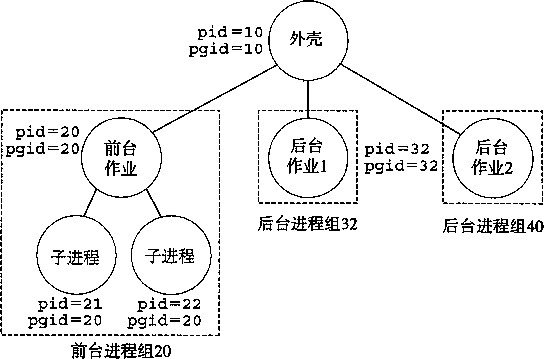 pid=10
pgid=10
外壳
pid=20
pgid=20
前台
作业
后台
作业1
pid=32
pgid=32
后台
作业2
后台进程组32
后台进程组40
子进程
子进程
pid=21
pgid=20
pid=22
pgid=20
前台进程组20